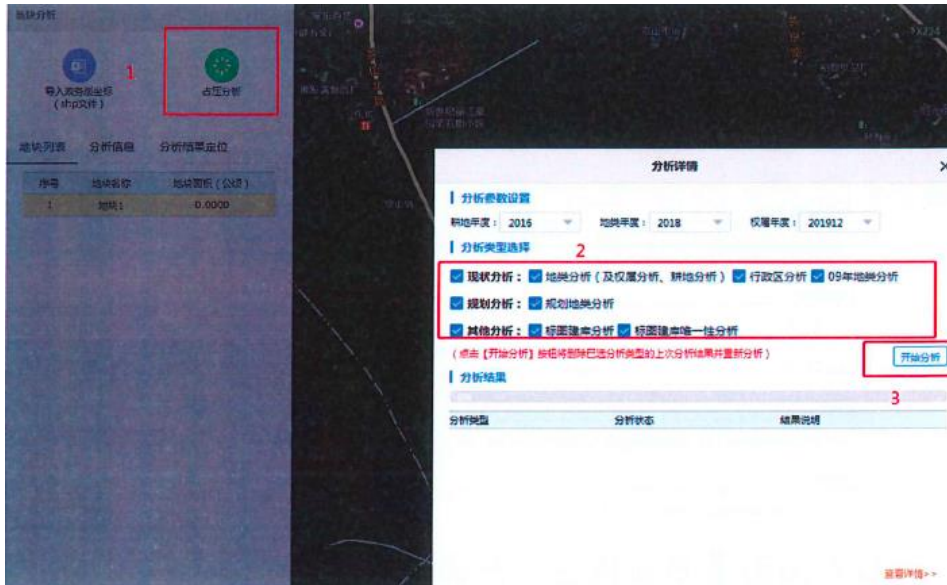 地块分析
1
导入政务版坐标
(shp文件)
占压分析
地块列表 分析信息 分析结果定位
序号 地块名称 地块面积(公顷)
1 地块1 0.0000
分析详情
分析参数设置
耕地年度: 2016 地类年度: 2018 权属年度: 201912
分析类型选择
2
现状分析: 地类分析(及权属分析、耕地分析) 行政区分析 09年地类分析
规划分析: 规划地类分析
其他分析: 标图建库分析 标图建库唯一性分析
(点击【开始分析】按钮将删除已选分析类型的上次分析结果并重新分析)
开始分析
分析结果
3
分析类型 分析状态 结果说明
查看详情>>